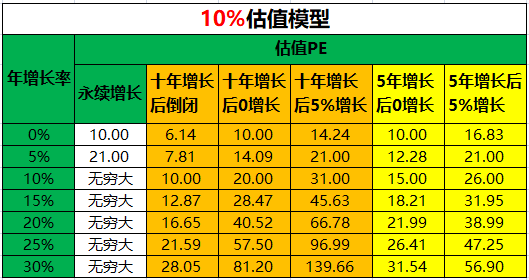 10%估值模型
年增长率 估值PE
永续增长 十年增长后倒闭 十年增长后0增长 十年增长后5%增长 5年增长后0增长 5年增长后5%增长
0% 10.00 6.14 10.00 14.24 10.00 16.83
5% 21.00 7.81 14.09 21.00 12.28 21.00
10% 无穷大 10.00 20.00 31.00 15.00 26.00
15% 无穷大 12.87 28.47 45.63 18.21 31.95
20% 无穷大 16.65 40.52 66.78 21.99 38.99
25% 无穷大 21.59 57.50 96.99 26.41 47.25
30% 无穷大 28.05 81.20 139.66 31.54 56.90